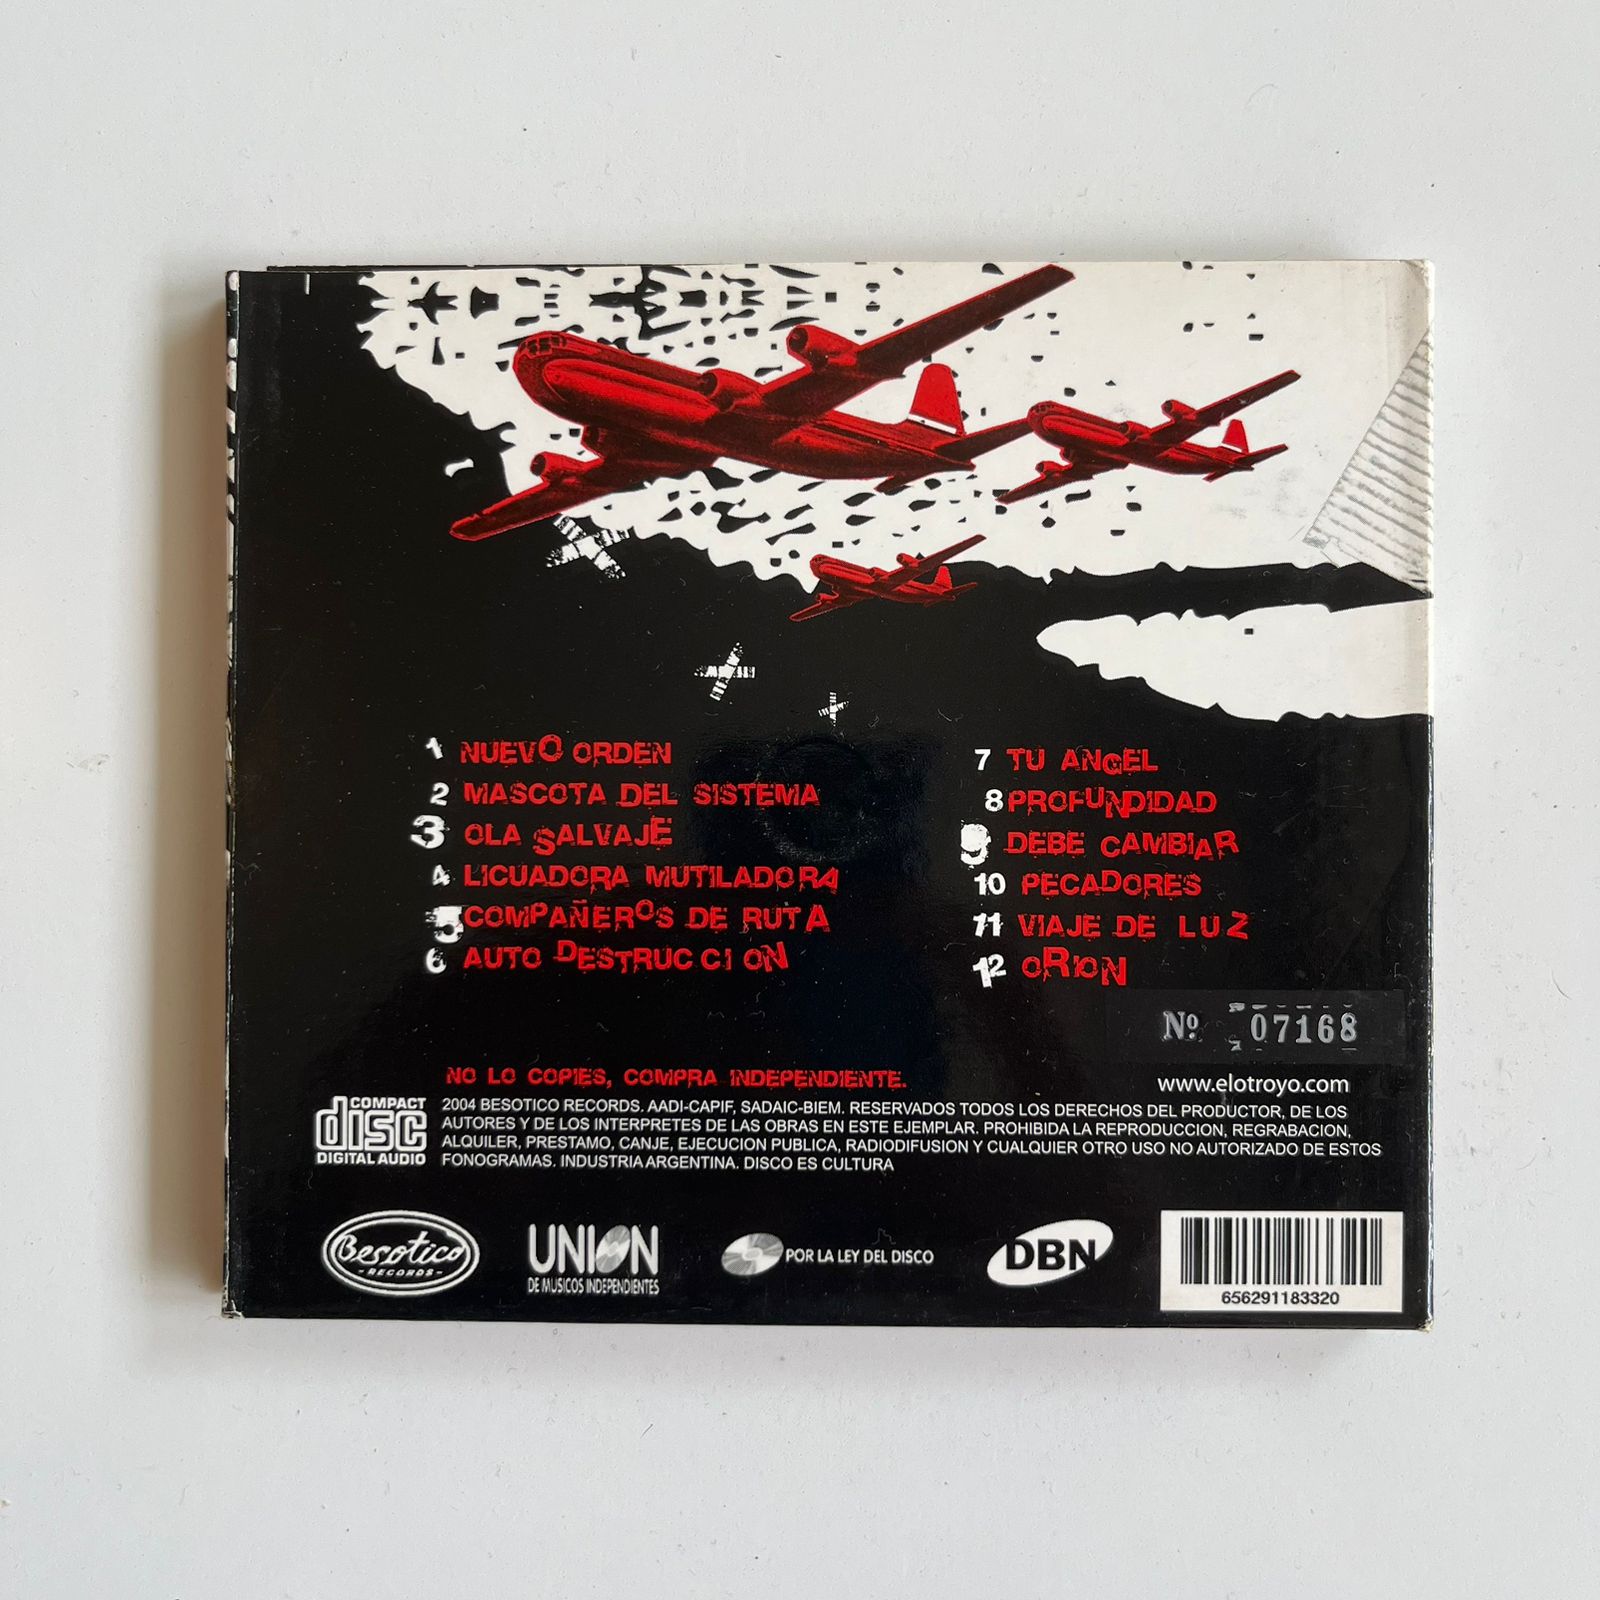 1 NUEVO ORDEN
2 MASCOTA DEL SISTEMA
3 OLA SALVAJE
4 LICUADORA MUTILADORA
5 COMPAÑEROS DE RUTA
6 AUTO DESTRUCCION
7 TU ANGEL
8 PROFUNDIDAD
9 DEBE CAMBIAR
10 PECADORES
11 VIAJE DE LUZ
12 ORION
Nº 07168
www.elotroyo.com
NO LO COPIES, COMPRA INDEPENDIENTE.
COMPACT
disc
DIGITAL AUDIO
2004 BESOTICO RECORDS. AADI-CAPIF, SADAIC-BIEM. RESERVADOS TODOS LOS DERECHOS DEL PRODUCTOR, DE LOS
AUTORES Y DE LOS INTERPRETES DE LAS OBRAS EN ESTE EJEMPLAR. PROHIBIDA LA REPRODUCCION, REGRABACION,
ALQUILER, PRESTAMO, CANJE, EJECUCION PUBLICA, RADIODIFUSION Y CUALQUIER OTRO USO NO AUTORIZADO DE ESTOS
FONOGRAMAS. INDUSTRIA ARGENTINA. DISCO ES CULTURA
Besotico
-RECORDS-
UNION
DE MUSICOS INDEPENDIENTES
POR LA LEY DEL DISCO
DBN
656291183320